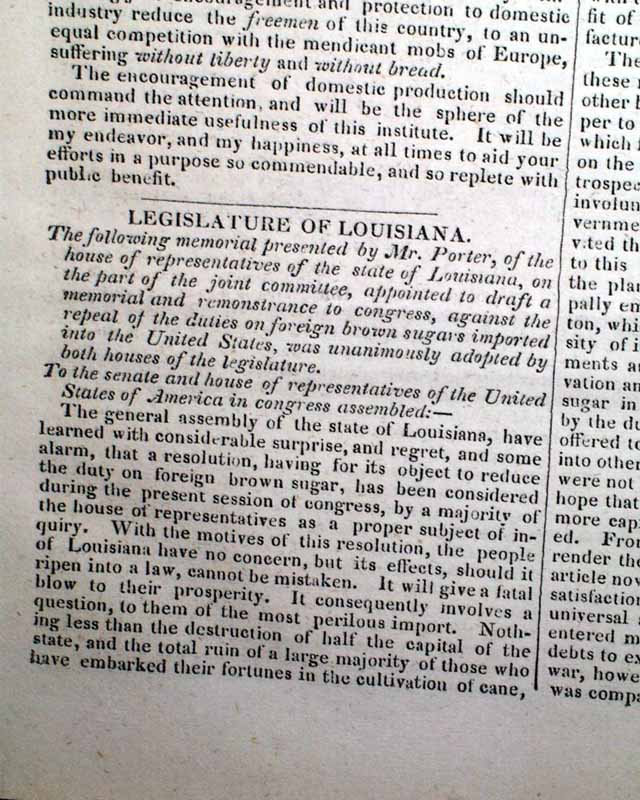 and protection to domestic
industry reduce the freemen of this country, to an un-
equal competition with the mendicant mobs of Europe,
suffering without liberty and without bread.
The encouragement of domestic production should
command the attention, and will be the sphere of the
more immediate usefulness of this institute. It will be
my endeavor, and my happiness, at all times to aid your
efforts in a purpose so commendable, and so replete with
public benefit.
LEGISLATURE OF LOUISIANA.
The following memorial presented by Mr. Porter, of the
house of representatives of the state of Louisiana, on
the part of the joint committee, appointed to draft a
memorial and remonstrance to congress, against the
repeal of the duties on foreign brown sugars imported
into the United States, was unanimously adopted by
both houses of the legislature.
To the senate and house of representatives of the United
States of America in congress assembled:—
The general assembly of the state of Louisiana, have
learned with considerable surprise, and regret, and some
alarm, that a resolution, having for its object to reduce
the duty on foreign brown sugar, has been considered
during the present session of congress, by a majority of
the house of representatives as a proper subject of in-
quiry. With the motives of this resolution, the people
of Louisiana have no concern, but its effects, should it
ripen into a law, cannot be mistaken. It will give a fatal
blow to their prosperity. It consequently involves a
question, to them of the most perilous import. Noth-
ing less than the destruction of half the capital of the
state, and the total ruin of a large majority of those who
have embarked their fortunes in the cultivation of cane,
fit of
factur
The
these
other b
per to
which
on the
trospec
involun
vernme
v.ted th
to this
the plan
pally em
ton, whi
sity of i
ments an
vation an
sugar in
by the du
offered to
into other
were not
hope that
more cap
ed. From
render the
article nov
satisfaction
universal
entered m
debts to ex
war, howe
was compa